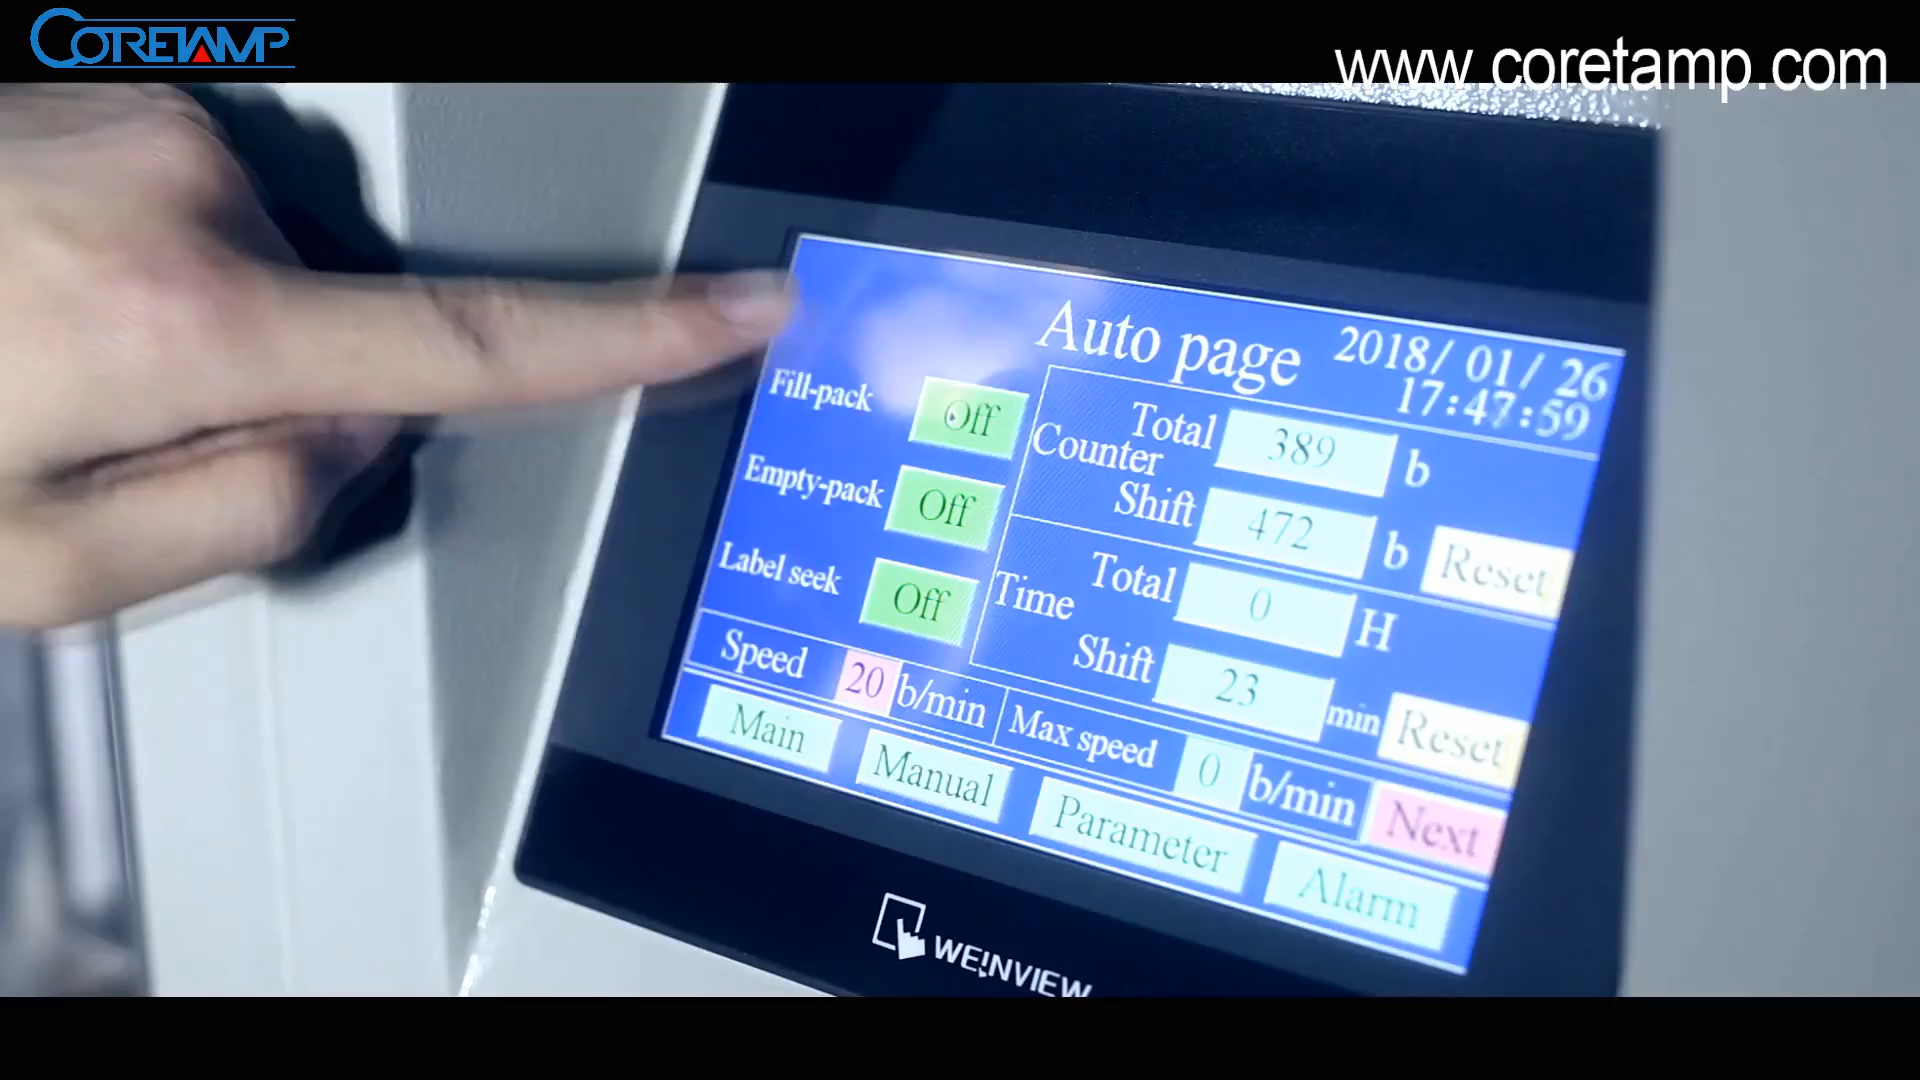 CORETAMP
www.coretamp.com
Auto page
2018/ 01/ 26
17:47:59
Fill-pack Off
Empty-pack Off
Label seek Off
Counter
Total 389 b
Shift 472 b Reset
Time
Total 0 H
Shift 23 min Reset
Speed 20 b/min
Max speed 0 b/min Next
Main Manual Parameter Alarm
WEINVIEW